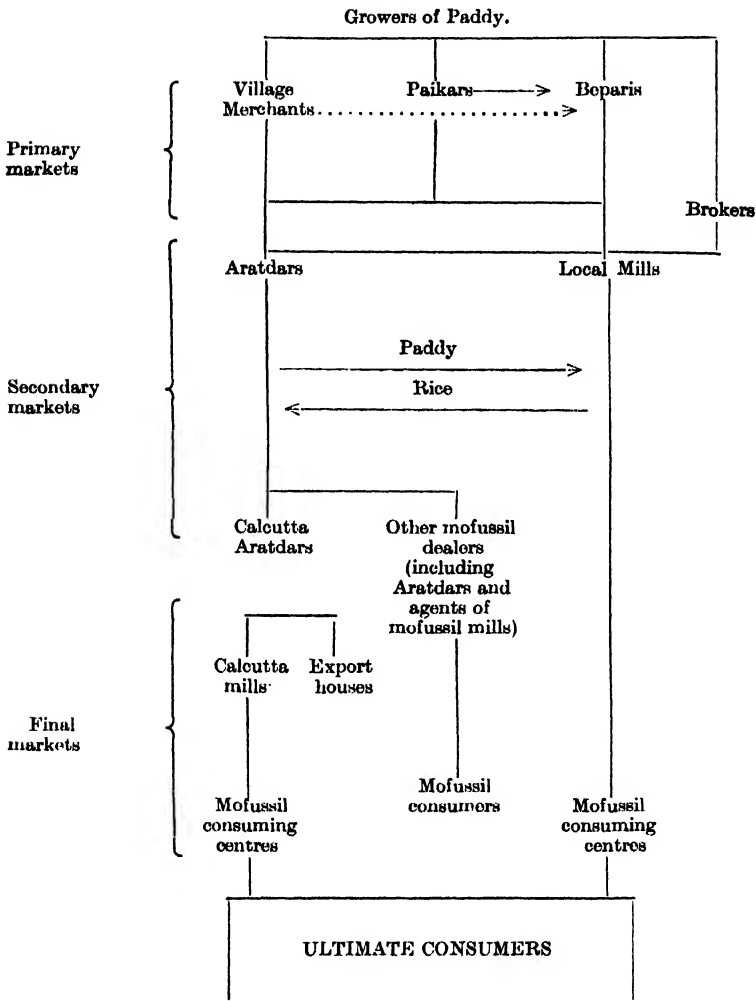 Growers of Paddy.
Village
Merchants
Paikars
Beparis
Primary
markets
Brokers
Aratdars
Local Mills
Paddy
Rice
Secondary
markets
Calcutta
Aratdars
Other mofussil
dealers
(including
Aratdars and
agents of
mofussil mills)
Calcutta
mills
Export
houses
Final
markets
Mofussil
consuming
centres
Mofussil
consumers
Mofussil
consuming
centres
ULTIMATE CONSUMERS